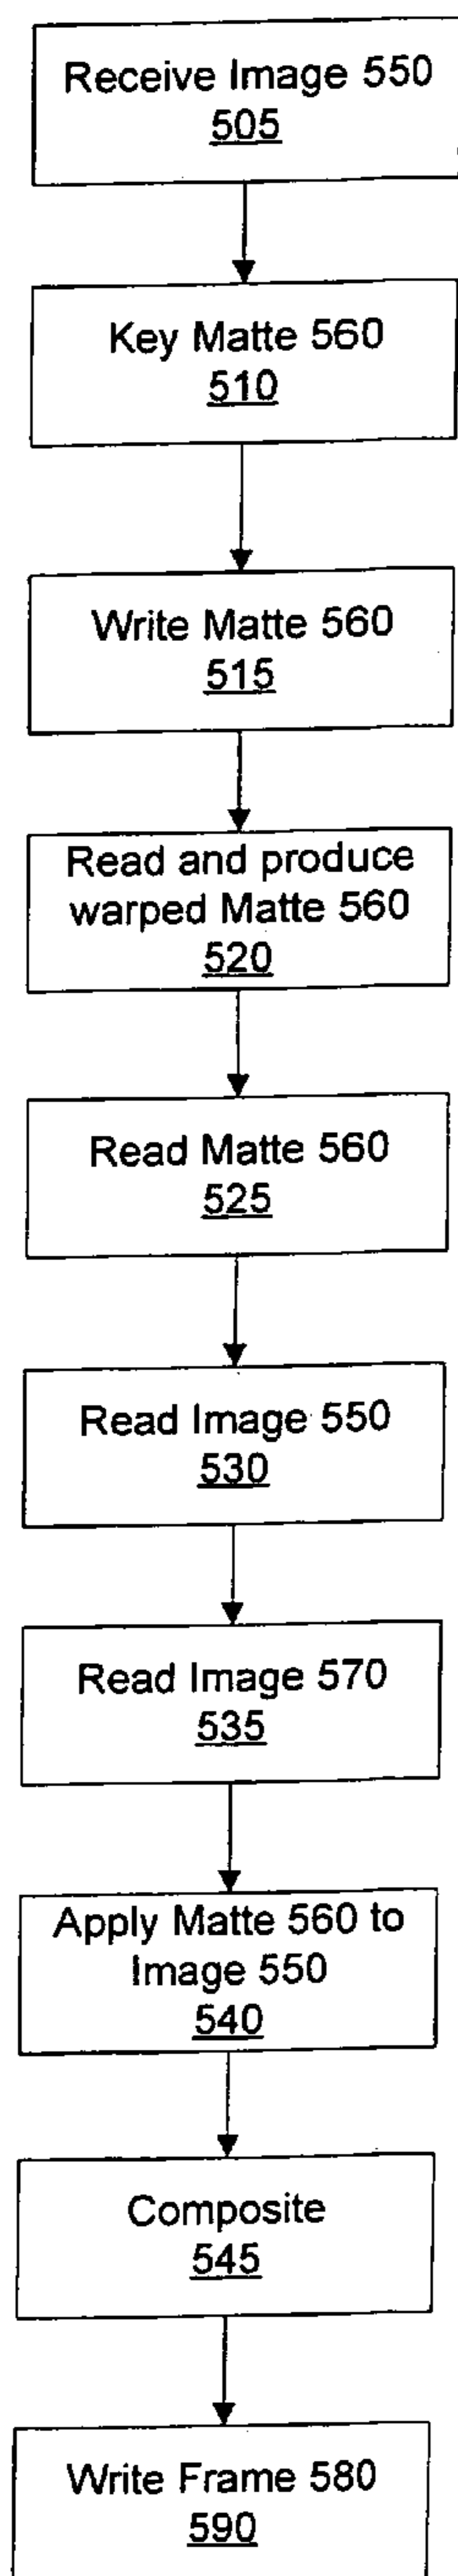 Receive Image 550
505
Key Matte 560
510
Write Matte 560
515
Read and produce
warped Matte 560
520
Read Matte 560
525
Read Image 550
530
Read Image 570
535
Apply Matte 560 to
Image 550
540
Composite
545
Write Frame 580
590